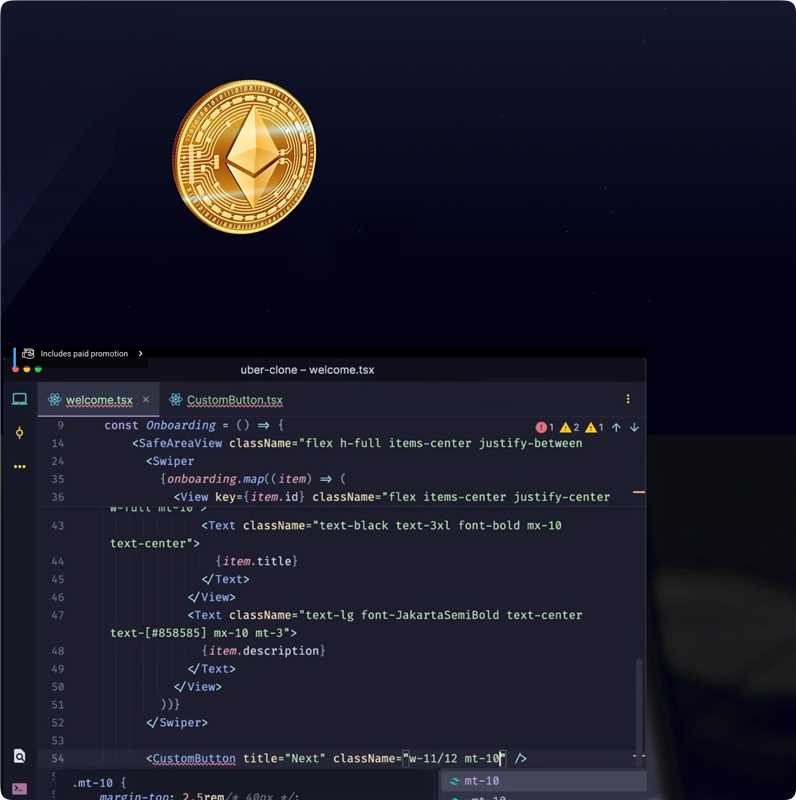 Includes paid promotion
uber-clone – welcome.tsx
welcome.tsx
CustomButton.tsx
9 const Onboarding = () => {
1 2 1
14 <SafeAreaView className="flex h-full items-center justify-between
24 <Swiper
35 {onboarding.map((item) => (
36 <View key={item.id} className="flex items-center justify-center
w-full mt-10">
43 <Text className="text-black text-3xl font-bold mx-10
text-center">
44 {item.title}
45 </Text>
46 </View>
47 <Text className="text-lg font-JakartaSemiBold text-center
text-[#858585] mx-10 mt-3">
48 {item.description}
49 </Text>
50 </View>
51 ))}
52 </Swiper>
53
54 <CustomButton title="Next" className="w-11/12 mt-10" />
.mt-10 {
mt-10
margin-top: 2.5rem/* 40px */;